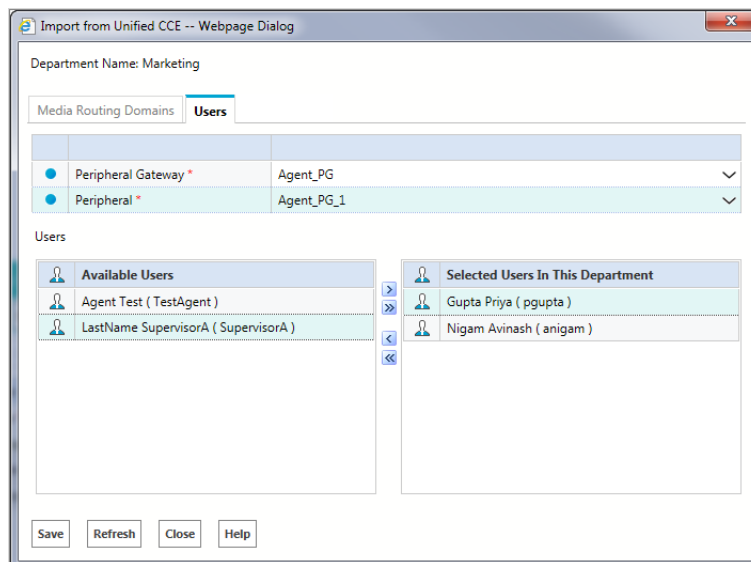 Import from Unified CCE -- Webpage Dialog
x
Department Name: Marketing
Media Routing Domains Users
Peripheral Gateway * Agent_PG
Peripheral * Agent_PG_1
Users
Available Users
Agent Test ( TestAgent )
LastName SupervisorA ( SupervisorA )
Selected Users In This Department
Gupta Priya ( pgupta )
Nigam Avinash ( anigam )
Save Refresh Close Help